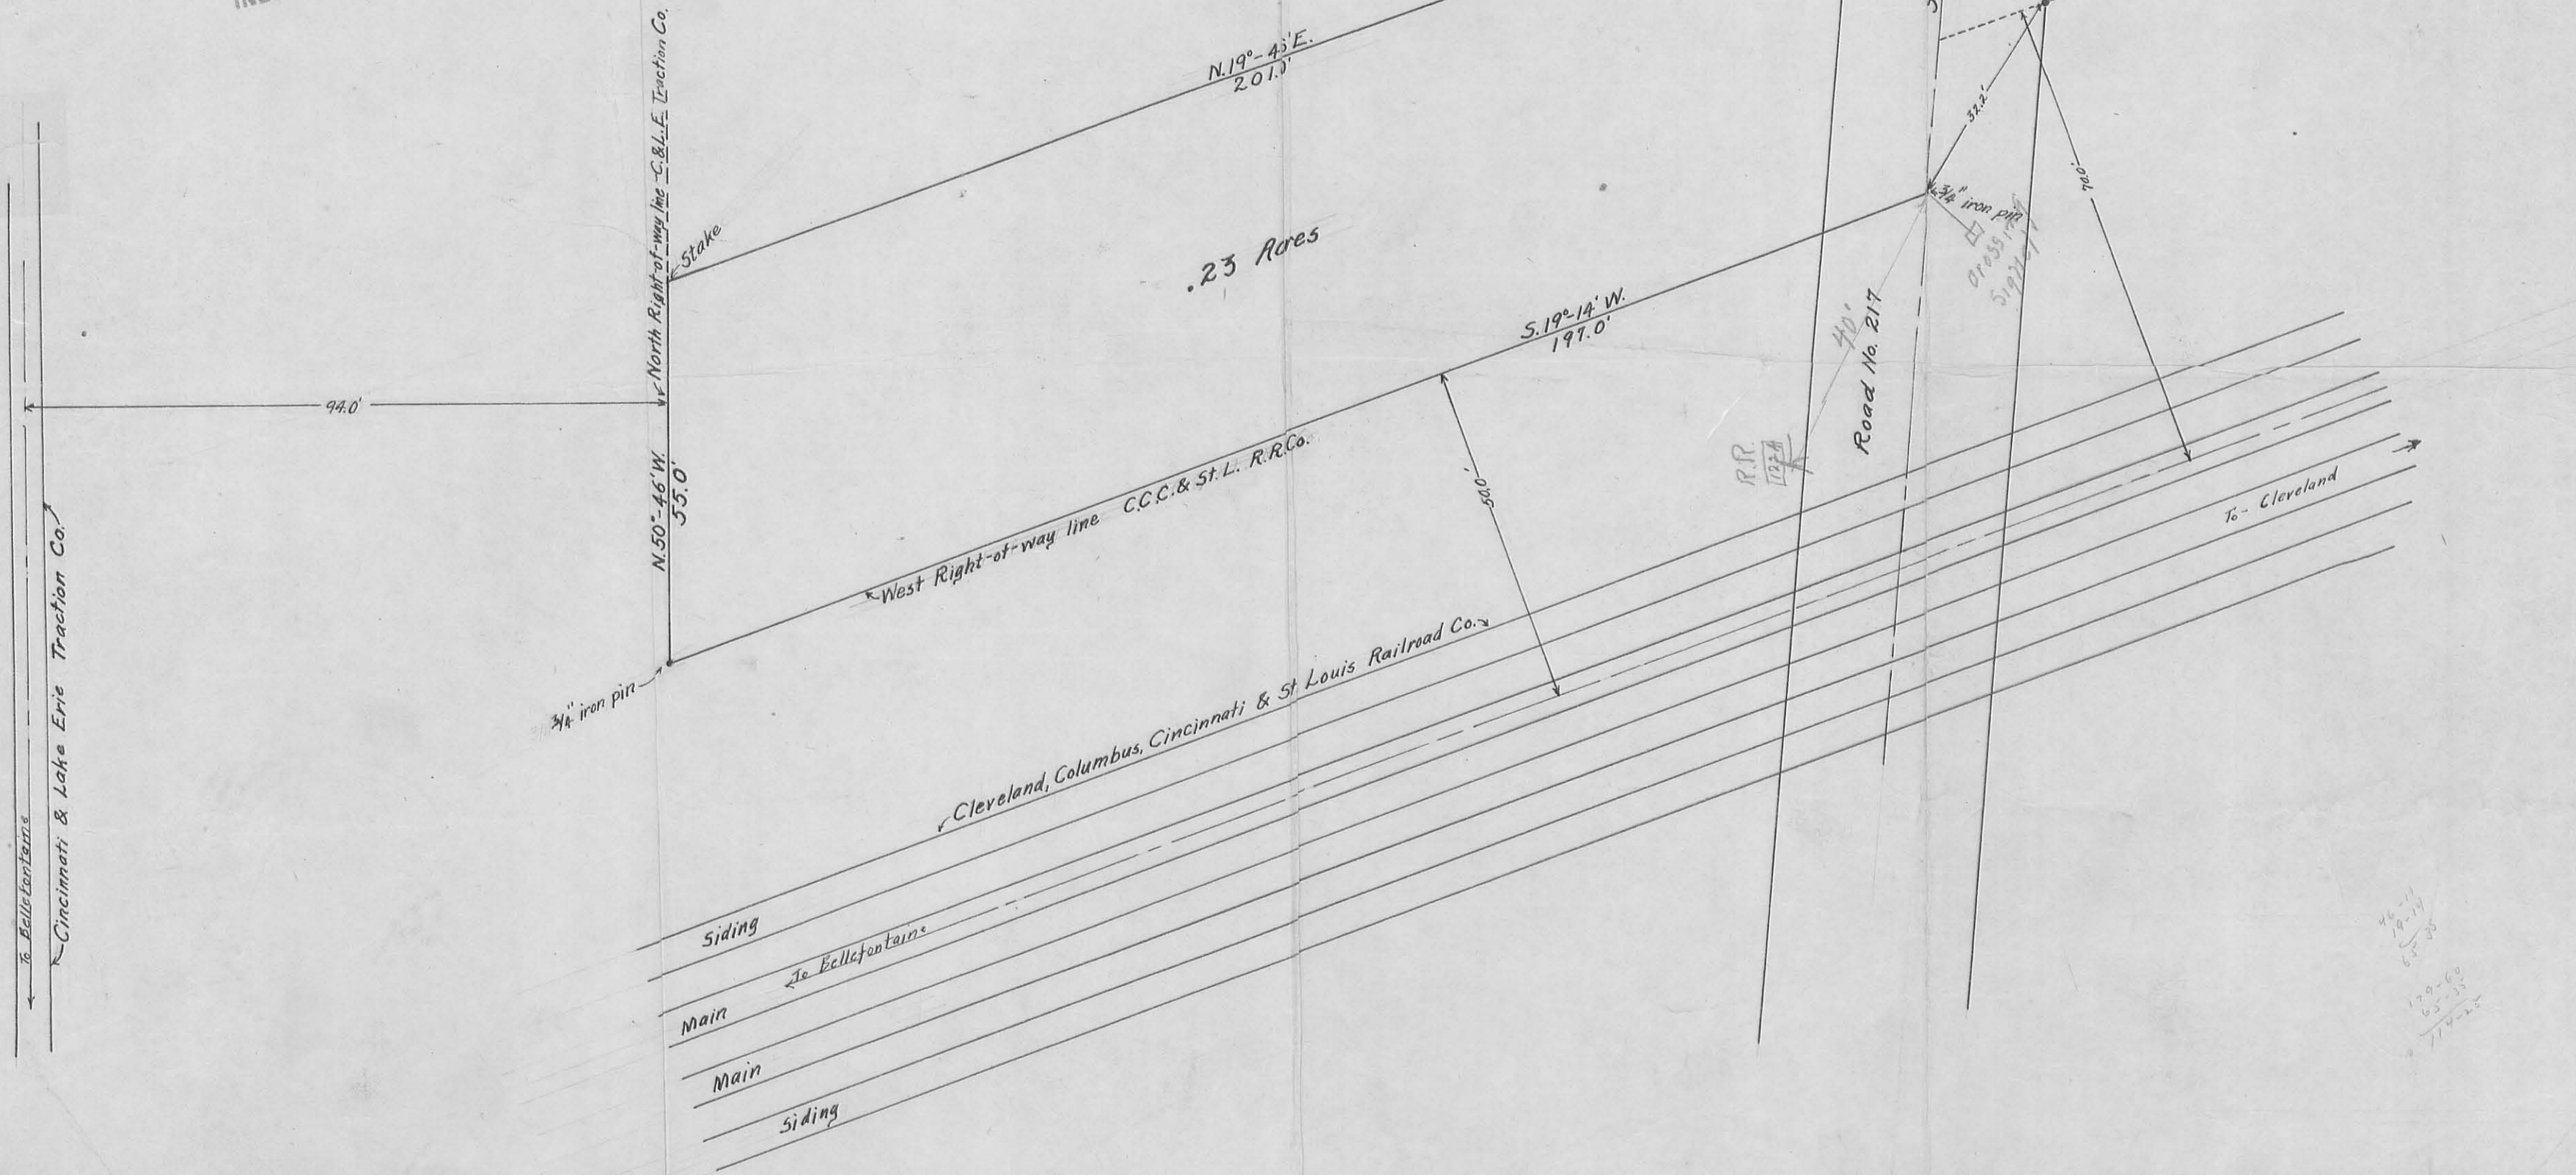 North Right-of-way line - C.&L.E. Traction Co.
N.19°-
201.0'
Stake
32.2'
3/4" iron pin
crossing
signal
70.0'
.23 Acres
S.19°-14' W.
197.0'
40'
Road No. 217
94.0'
N.50°-46' W.
55.0'
R.R.
West Right-of-way line C.C.C. & St. L. R.R.Co.
50.0'
To - Cleveland
3/4" iron pin
Cleveland, Columbus, Cincinnati & St Louis Railroad Co.
To Bellefontaine
Cincinnati & Lake Erie Traction Co.
Siding
To Bellefontaine
Main
Main
Siding